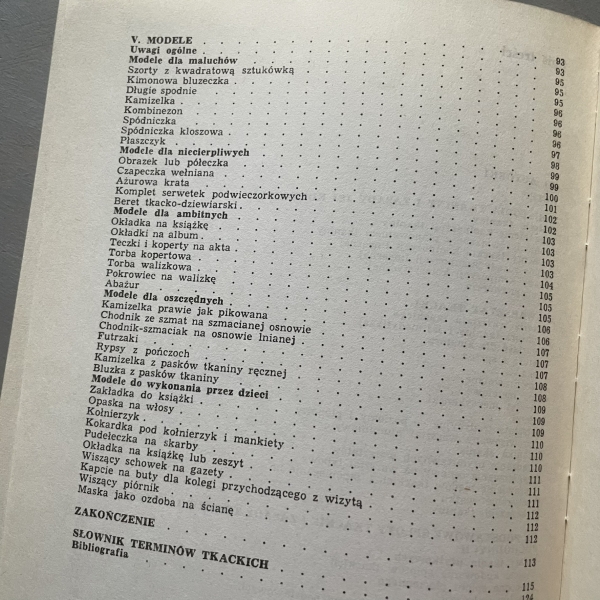 V. MODELE 93
Uwagi ogólne 93
Modele dla maluchów 95
Szorty z kwadratową sztukówką 95
Kimonowa bluzeczka 95
Długie spodnie 96
Kamizelka 96
Kombinezon 96
Spódniczka 96
Spódniczka kloszowa 97
Płaszczyk 98
Modele dla niecierpliwych 99
Obrazek lub półeczka 99
Czapeczka wełniana 100
Ażurowa krata 101
Komplet serwetek podwieczorkowych 102
Beret tkacko-dziewiarski 102
Modele dla ambitnych 103
Okładka na książkę 103
Okładki na album 103
Teczki i koperty na akta 103
Torba kopertowa 104
Torba walizkowa 105
Pokrowiec na walizkę 105
Abażur 105
Modele dla oszczędnych 106
Kamizelka prawie jak pikowana 106
Chodnik ze szmat na szmacianej osnowie 107
Chodnik-szmaciak na osnowie lnianej 107
Futrzaki 107
Rypsy z pończoch 108
Kamizelka z pasków tkaniny ręcznej 108
Bluzka z pasków tkaniny 109
Modele do wykonania przez dzieci 109
Zakładka do książki 109
Opaska na włosy 110
Kołnierzyk 110
Kokardka pod kołnierzyk i mankiety 110
Pudełeczka na skarby 111
Okładka na książkę lub zeszyt 111
Wiszący schowek na gazety 111
Kapcie na buty dla kolegi przychodzącego z wizytą 112
Wiszący piórnik 112
Maska jako ozdoba na ścianę 112
ZAKOŃCZENIE 113
SŁOWNIK TERMINÓW TKACKICH 115
Bibliografia 124